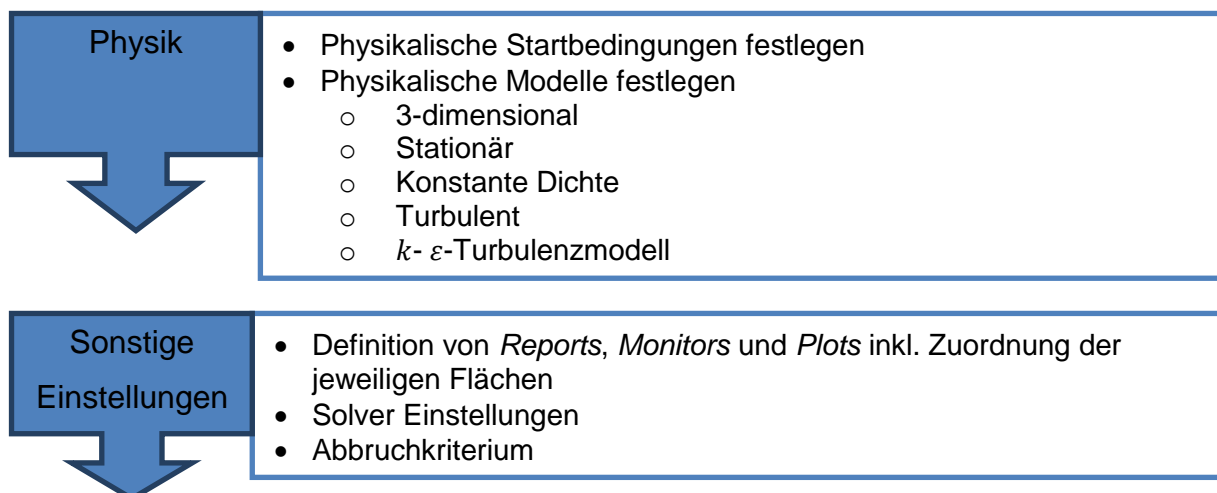 Physik
• Physikalische Startbedingungen festlegen
• Physikalische Modelle festlegen
o 3-dimensional
o Stationär
o Konstante Dichte
o Turbulent
o k- ε-Turbulenzmodell
Sonstige
Einstellungen
• Definition von Reports, Monitors und Plots inkl. Zuordnung der
jeweiligen Flächen
• Solver Einstellungen
• Abbruchkriterium